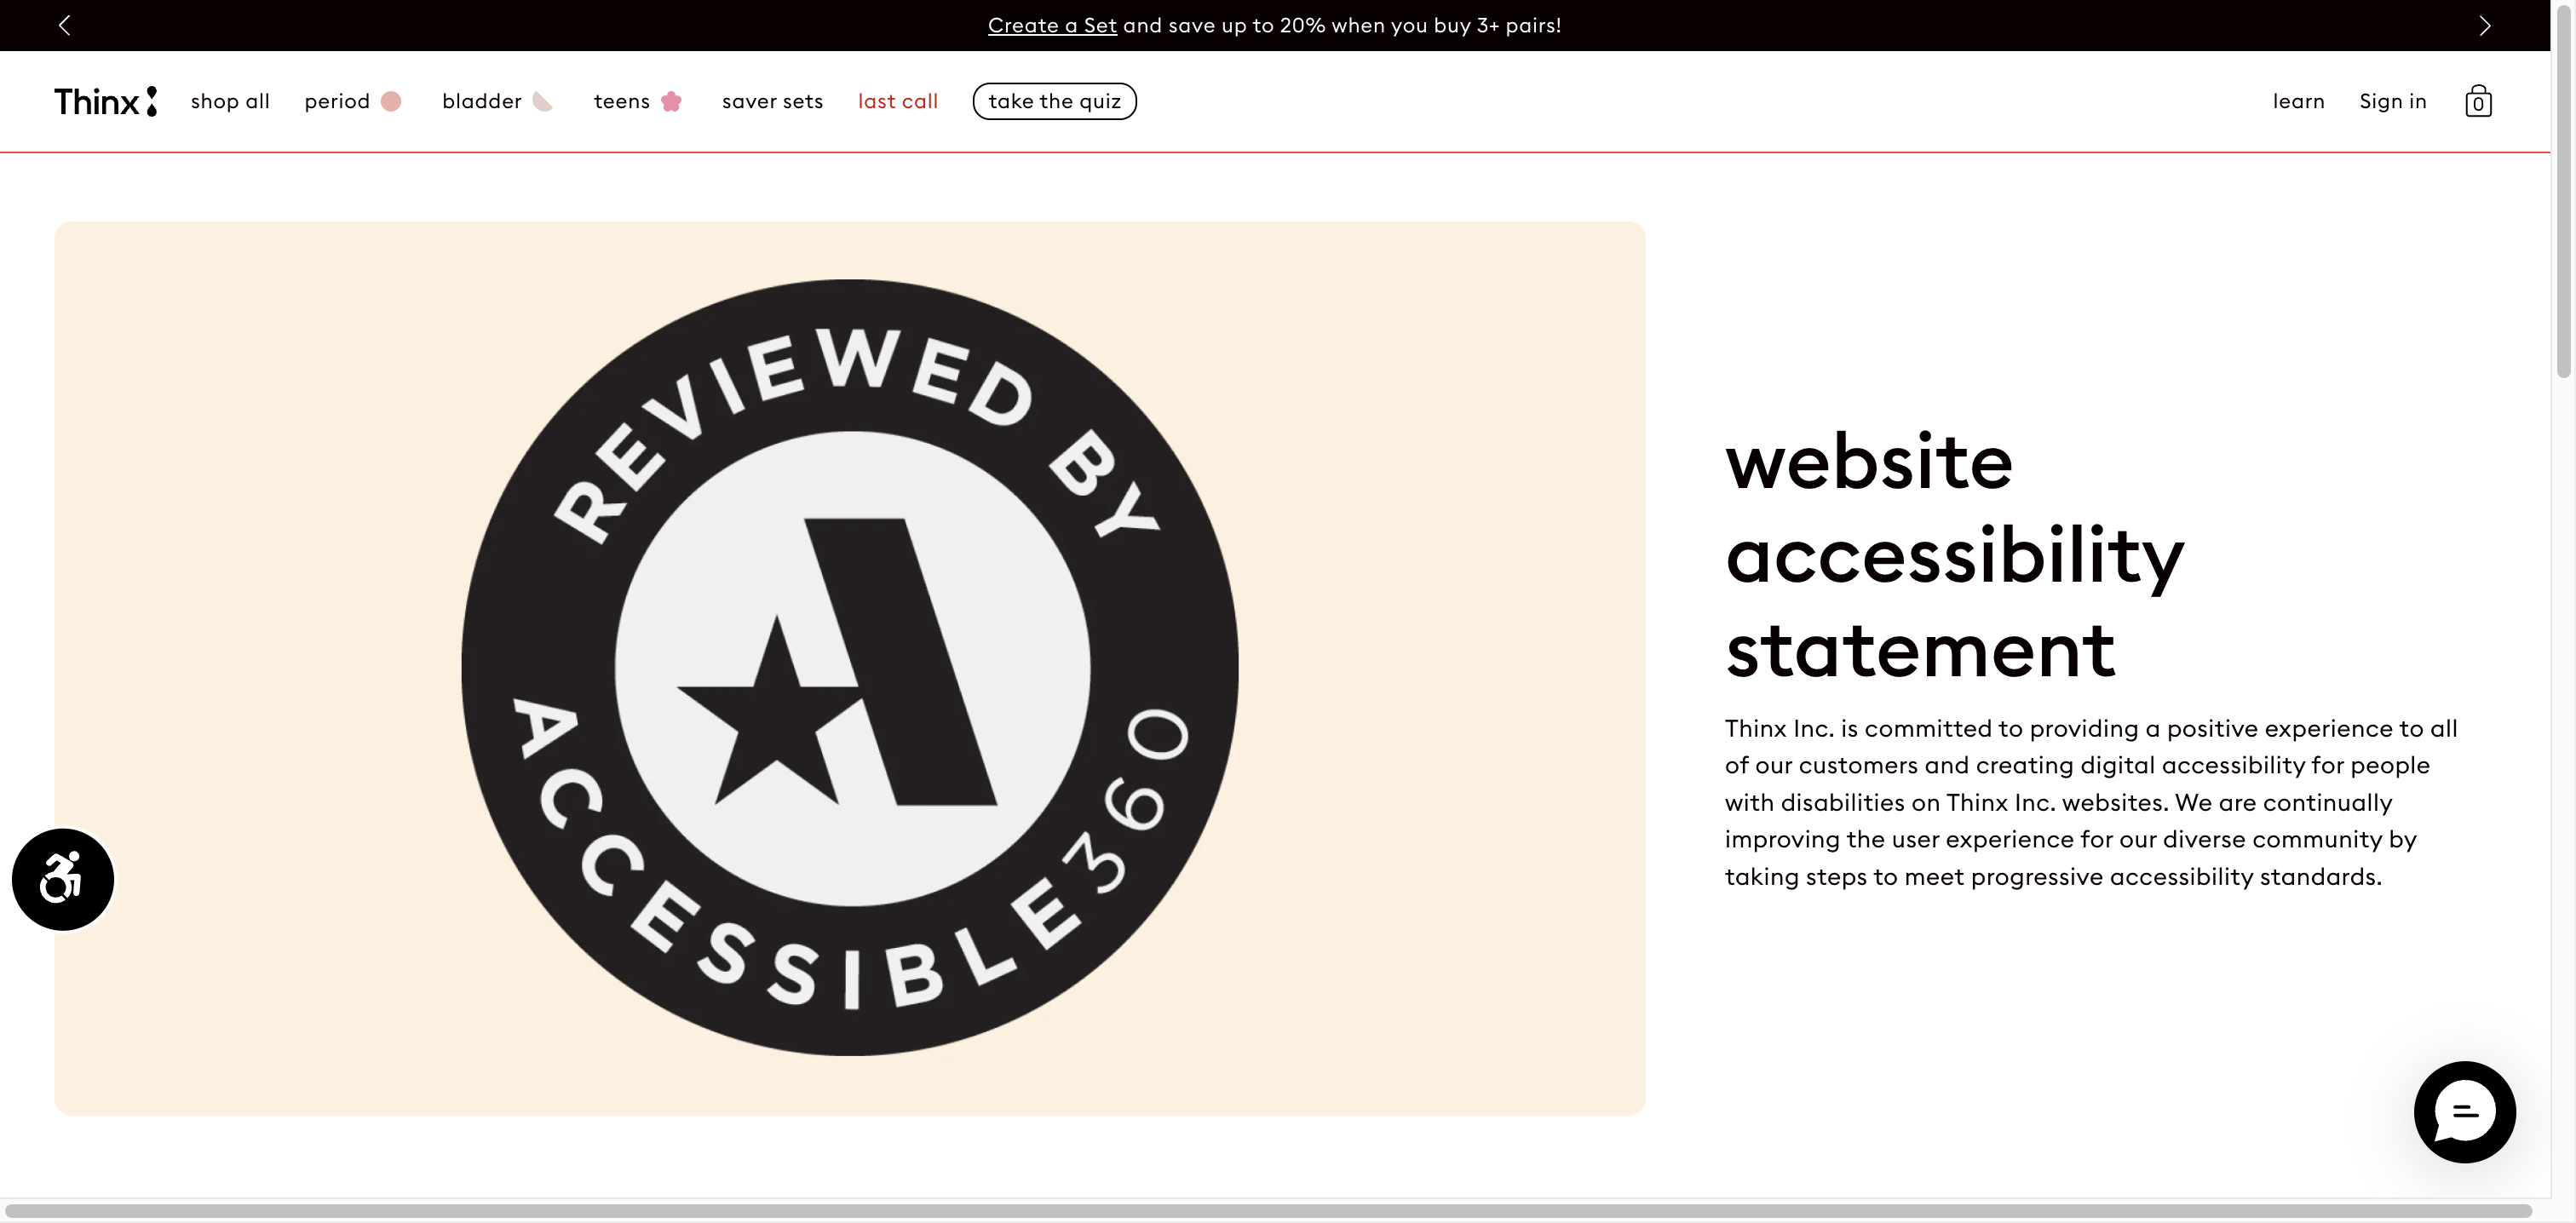 Create a Set and save up to 20% when you buy 3+ pairs!
Thinx shop all period bladder teens saver sets last call take the quiz learn Sign in 0
REVIEWED BY
ACCESSIBLE360
website
accessibility
statement
Thinx Inc. is committed to providing a positive experience to all
of our customers and creating digital accessibility for people
with disabilities on Thinx Inc. websites. We are continually
improving the user experience for our diverse community by
taking steps to meet progressive accessibility standards.